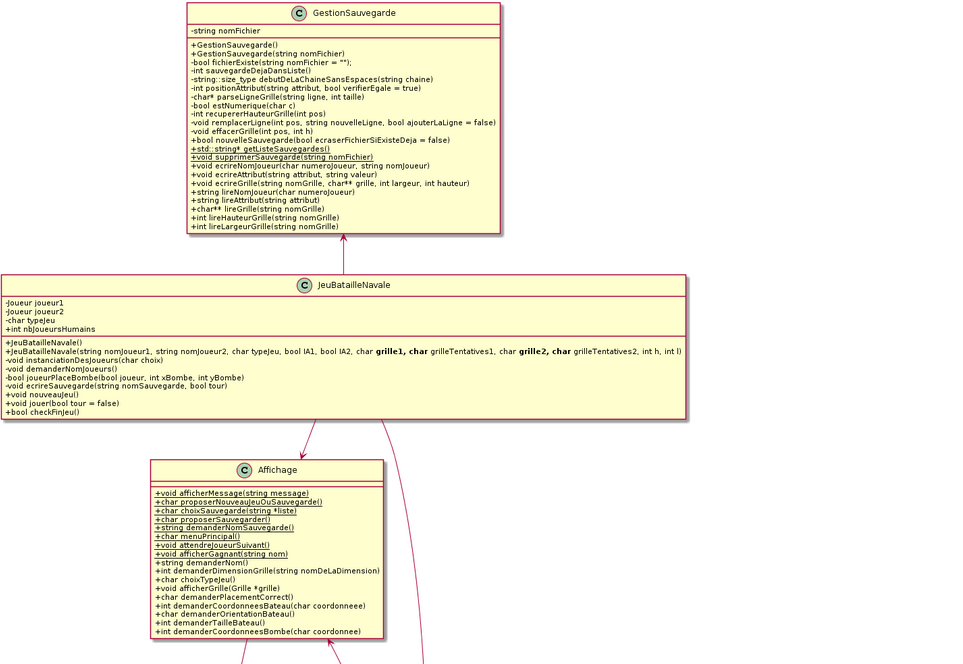 C GestionSauvegarde
-string nomFichier
+GestionSauvegarde()
+GestionSauvegarde(string nomFichier)
-bool fichierExiste(string nomFichier = "");
-int sauvegardeDejaDansListe()
-string::size_type debutDeLaChaineSansEspaces(string chaine)
-int positionAttribut(string attribut, bool verifierEgale = true)
-char* parseLigneGrille(string ligne, int taille)
-bool estNumerique(char c)
-int recupererHauteurGrille(int pos)
-void remplacerLigne(int pos, string nouvelleLigne, bool ajouterLaLigne = false)
-void effacerGrille(int pos, int h)
+bool nouvelleSauvegarde(bool ecraserFichierSiExisteDeja = false)
+std::string* getListeSauvegardes()
+void supprimerSauvegarde(string nomFichier)
+void ecrireNomJoueur(char numeroJoueur, string nomJoueur)
+void ecrireAttribut(string attribut, string valeur)
+void ecrireGrille(string nomGrille, char** grille, int largeur, int hauteur)
+string lireNomJoueur(char numeroJoueur)
+string lireAttribut(string attribut)
+char** lireGrille(string nomGrille)
+int lireHauteurGrille(string nomGrille)
+int lireLargeurGrille(string nomGrille)
C JeuBatailleNavale
-Joueur joueur1
-Joueur joueur2
-char typeJeu
+int nbJoueursHumains
+JeuBatailleNavale()
+JeuBatailleNavale(string nomJoueur1, string nomJoueur2, char typeJeu, bool IA1, bool IA2, char grille1, char grilleTentatives1, char grille2, char grilleTentatives2, int h, int l)
-void instanciationDesJoueurs(char choix)
-void demanderNomJoueurs()
-bool joueurPlaceBombe(bool joueur, int xBombe, int yBombe)
-void ecrireSauvegarde(string nomSauvegarde, bool tour)
+void nouveauJeu()
+void jouer(bool tour = false)
+bool checkFinJeu()
C Affichage
+void afficherMessage(string message)
+char proposerNouveauJeuOuSauvegarde()
+char choixSauvegarde(string *liste)
+char proposerSauvegarder()
+string demanderNomSauvegarde()
+char menuPrincipal()
+void attendreJoueurSuivant()
+void afficherGagnant(string nom)
+string demanderNom()
+int demanderDimensionGrille(string nomDeLaDimension)
+char choixTypeJeu()
+void afficherGrille(Grille *grille)
+char demanderPlacementCorrect()
+int demanderCoordonneesBateau(char coordonneee)
+char demanderOrientationBateau()
+int demanderTailleBateau()
+int demanderCoordonneesBombe(char coordonnee)